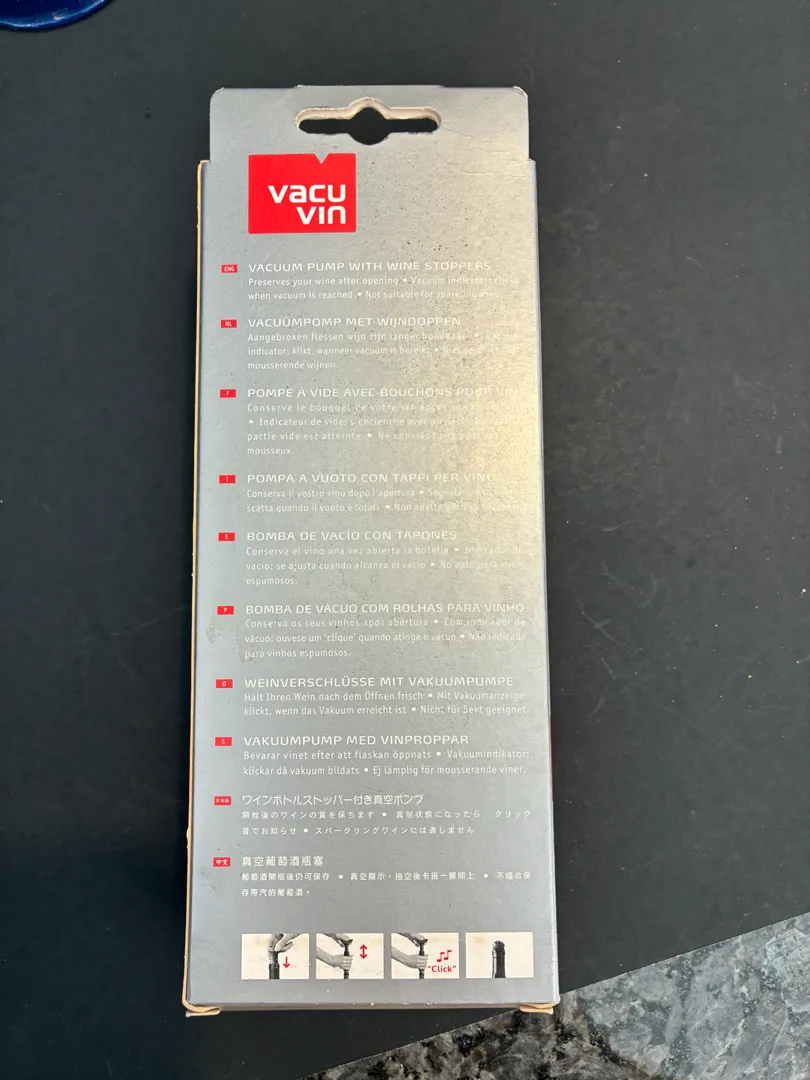 vacu
vin
ENG VACUUM PUMP WITH WINE STOPPERS
Preserves your wine after opening ▪ Vacuum indicator:
when vacuum is reached ▪ Not suitable for sparkling wines
NL VACUÜMPOMP MET WIJNDOPPEN
Aangebroken flessen wijn zijn langer houdbaar ▪
indicator: klikt, wanneer vacuüm is bereikt ▪ Niet
mousserende wijnen.
F POMPE À VIDE AVEC BOUCHONS POUR VIN
Conserve le bouquet de votre vin après
▪ Indicateur de vide: s'enclenche avec un
partie vide est atteinte ▪ Ne convient pas
mousseux.
I POMPA A VUOTO CON TAPPI PER VINO
Conserva il vostro vino dopo l'apertura ▪
scatta quando il vuoto è totale ▪ Non adatto per vini
E BOMBA DE VACÍO CON TAPONES
Conserva el vino una vez abierta la botella ▪ Indicador de
vacío: se ajusta cuando alcanza el vacío ▪ No apto para vinos
espumosos.
P BOMBA DE VÁCUO COM ROLHAS PARA VINHO
Conserva os seus vinhos após abertura ▪ Com indicador de
vácuo: ouvese um 'clique' quando atinge o vácuo ▪ Não indicado
para vinhos espumosos.
D WEINVERSCHLÜSSE MIT VAKUUMPUMPE
Hält Ihren Wein nach dem Öffnen frisch ▪ Mit Vakuumanzeige:
klickt, wenn das Vakuum erreicht ist ▪ Nicht für Sekt geeignet.
S VAKUUMPUMP MED VINPROPPAR
Bevarar vinet efter att flaskan öppnats ▪ Vakuumindikator:
klickar då vakuum bildats ▪ Ej lämplig för mousserande viner.
日本語 ワインボトルストッパー付き真空ポンプ
開栓後のワインの質を保ちます ▪ 真空状態になったら、クリック
音でお知らせ ▪ スパークリングワインには適しません
中文 真空葡萄酒瓶塞
葡萄酒開瓶後仍可保存 ▪ 真空顯示，抽空後卡搭一響同上 ▪ 不適合保
存帶汽的葡萄酒。
"Click"